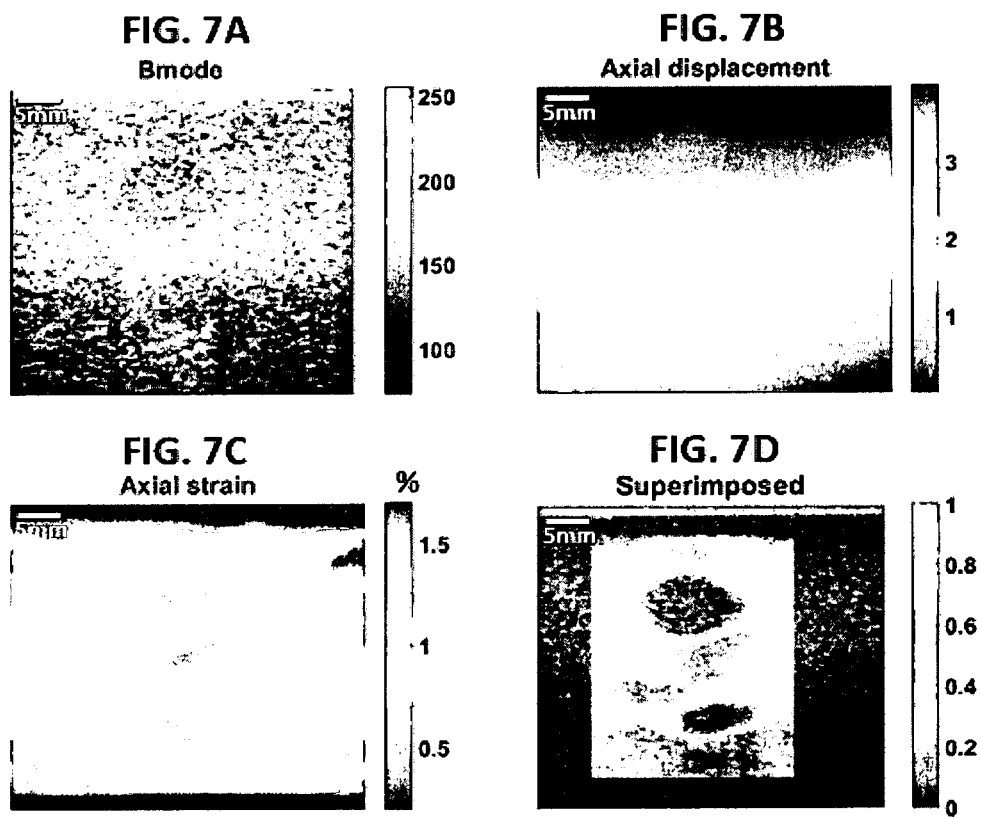 FIG. 7A
Bmode
5mm
250
200
150
100
FIG. 7B
Axial displacement
5mm
3
2
1
FIG. 7C
Axial strain
%
5mm
1.5
1
0.5
FIG. 7D
Superimposed
5mm
1
0.8
0.6
0.4
0.2
0